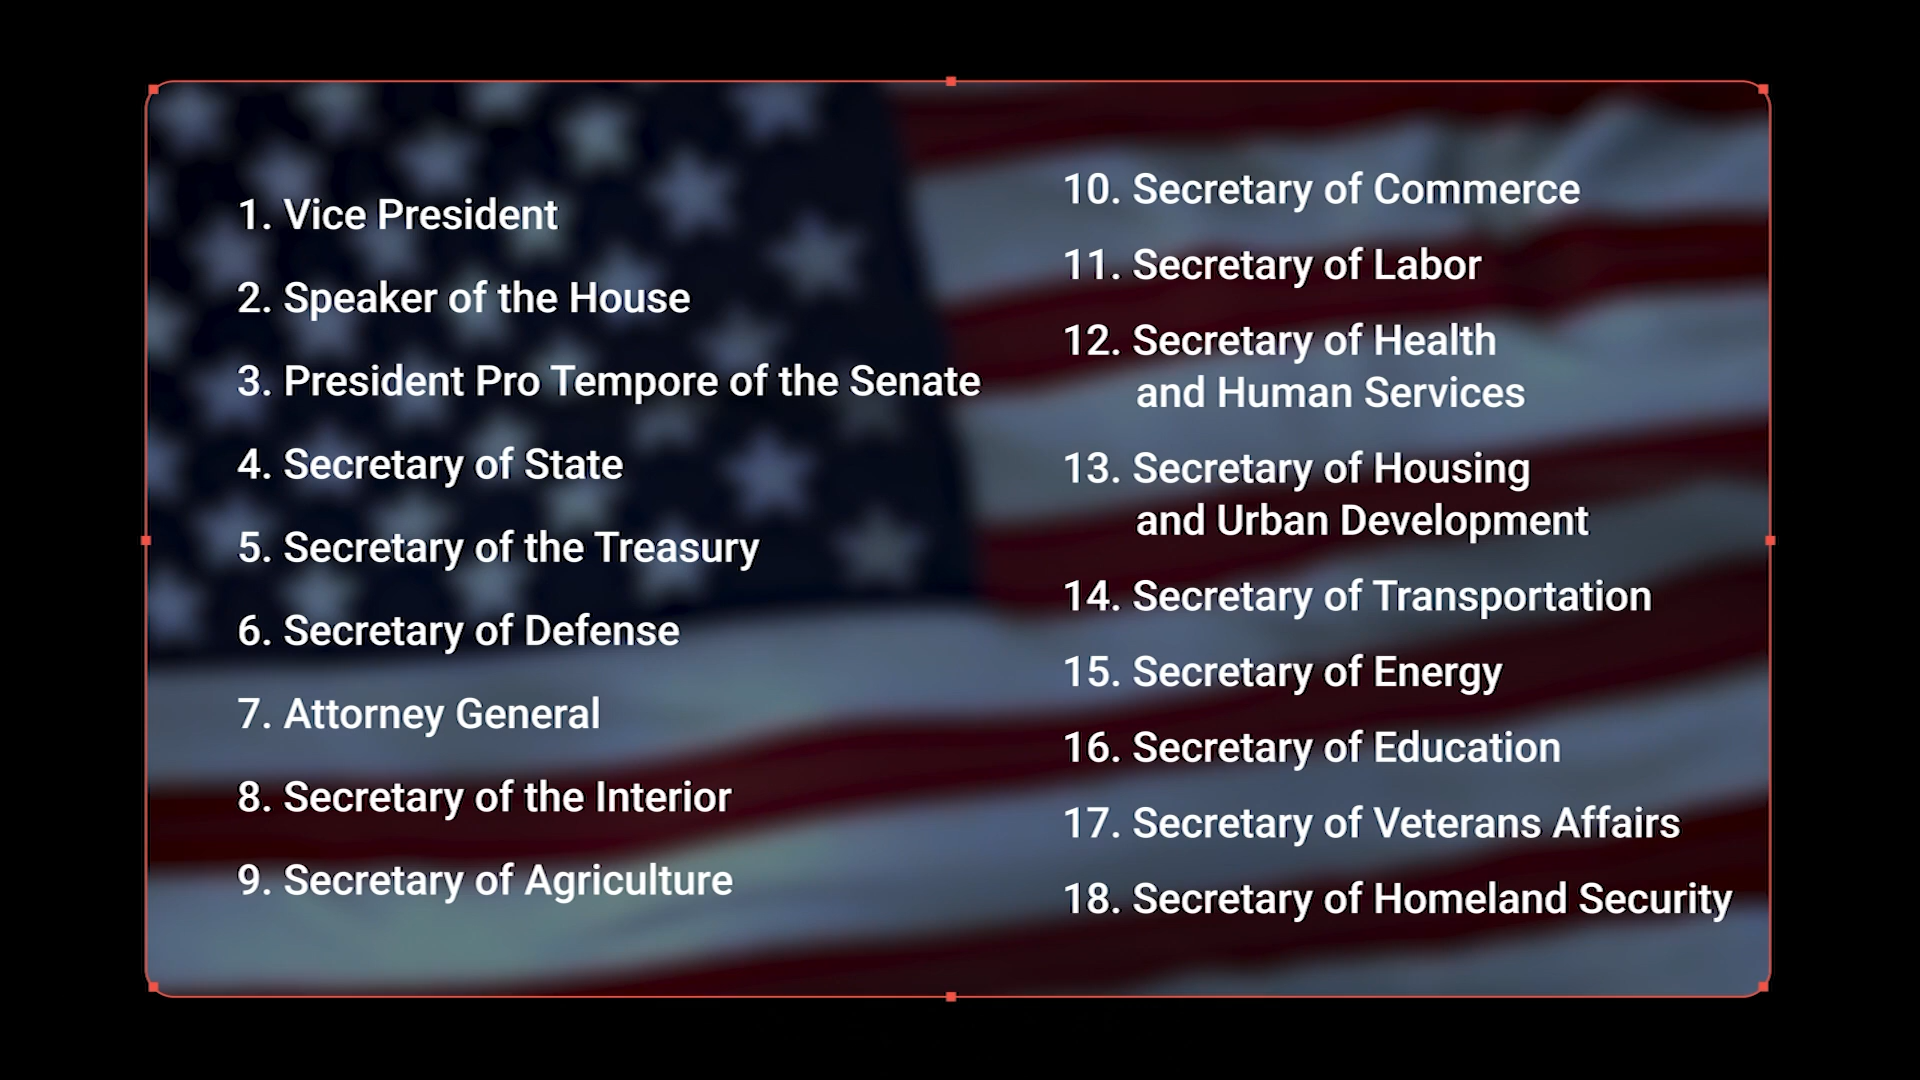 1. Vice President
2. Speaker of the House
3. President Pro Tempore of the Senate
4. Secretary of State
5. Secretary of the Treasury
6. Secretary of Defense
7. Attorney General
8. Secretary of the Interior
9. Secretary of Agriculture
10. Secretary of Commerce
11. Secretary of Labor
12. Secretary of Health
and Human Services
13. Secretary of Housing
and Urban Development
14. Secretary of Transportation
15. Secretary of Energy
16. Secretary of Education
17. Secretary of Veterans Affairs
18. Secretary of Homeland Security